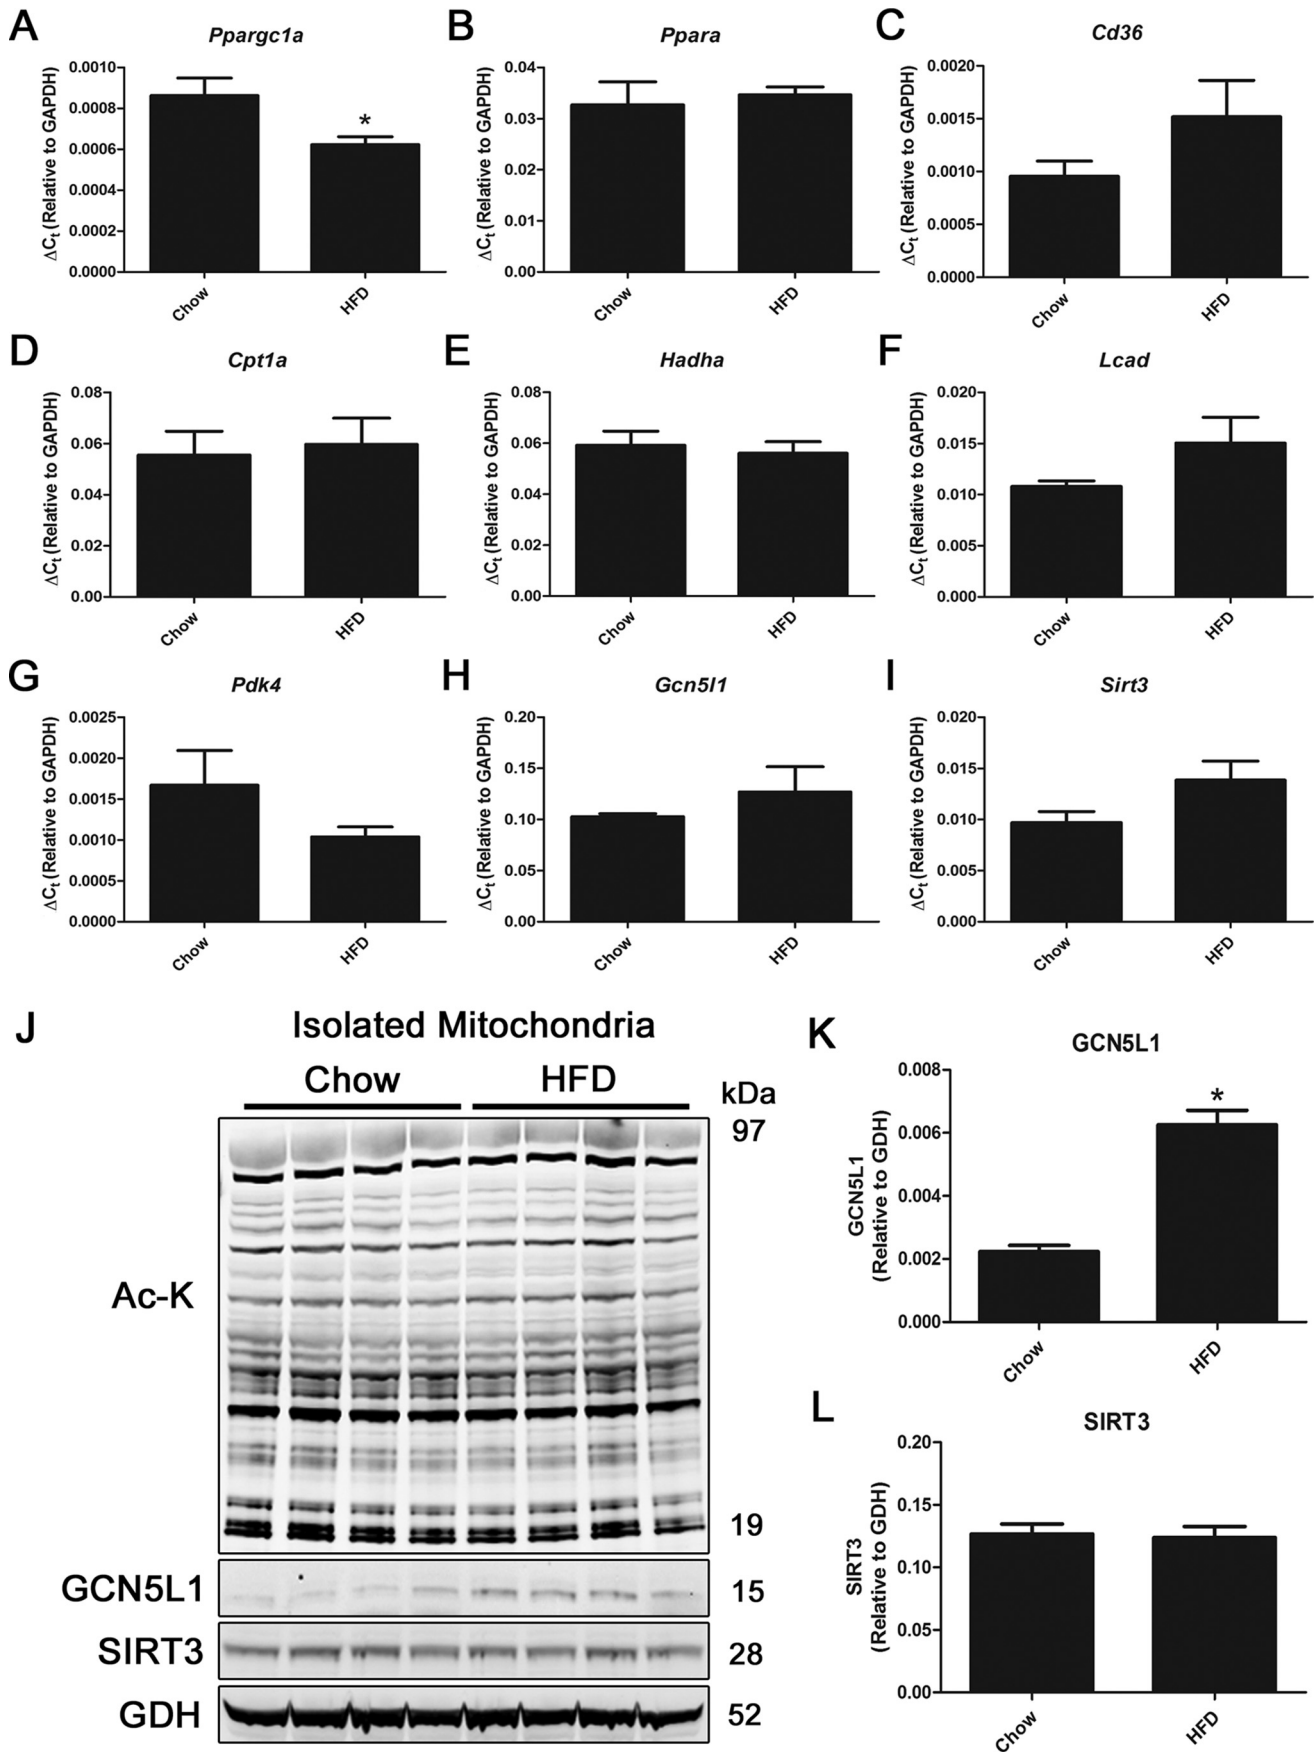 A
Ppargc1a
ΔCt (Relative to GAPDH)
0.0010
0.0008
0.0006
0.0004
0.0002
0.0000
*
Chow
HFD
B
Ppara
ΔCt (Relative to GAPDH)
0.04
0.03
0.02
0.01
0.00
Chow
HFD
C
Cd36
ΔCt (Relative to GAPDH)
0.0020
0.0015
0.0010
0.0005
0.0000
Chow
HFD
D
Cpt1a
ΔCt (Relative to GAPDH)
0.08
0.06
0.04
0.02
0.00
Chow
HFD
E
Hadha
ΔCt (Relative to GAPDH)
0.08
0.06
0.04
0.02
0.00
Chow
HFD
F
Lcad
ΔCt (Relative to GAPDH)
0.020
0.015
0.010
0.005
0.000
Chow
HFD
G
Pdk4
ΔCt (Relative to GAPDH)
0.0025
0.0020
0.0015
0.0010
0.0005
0.0000
Chow
HFD
H
Gcn5l1
ΔCt (Relative to GAPDH)
0.20
0.15
0.10
0.05
0.00
Chow
HFD
I
Sirt3
ΔCt (Relative to GAPDH)
0.020
0.015
0.010
0.005
0.000
Chow
HFD
J
Isolated Mitochondria
Chow
HFD
kDa
97
Ac-K
19
GCN5L1
15
SIRT3
28
GDH
52
K
GCN5L1
GCN5L1
(Relative to GDH)
0.008
0.006
0.004
0.002
0.000
*
Chow
HFD
L
SIRT3
SIRT3
(Relative to GDH)
0.20
0.15
0.10
0.05
0.00
Chow
HFD